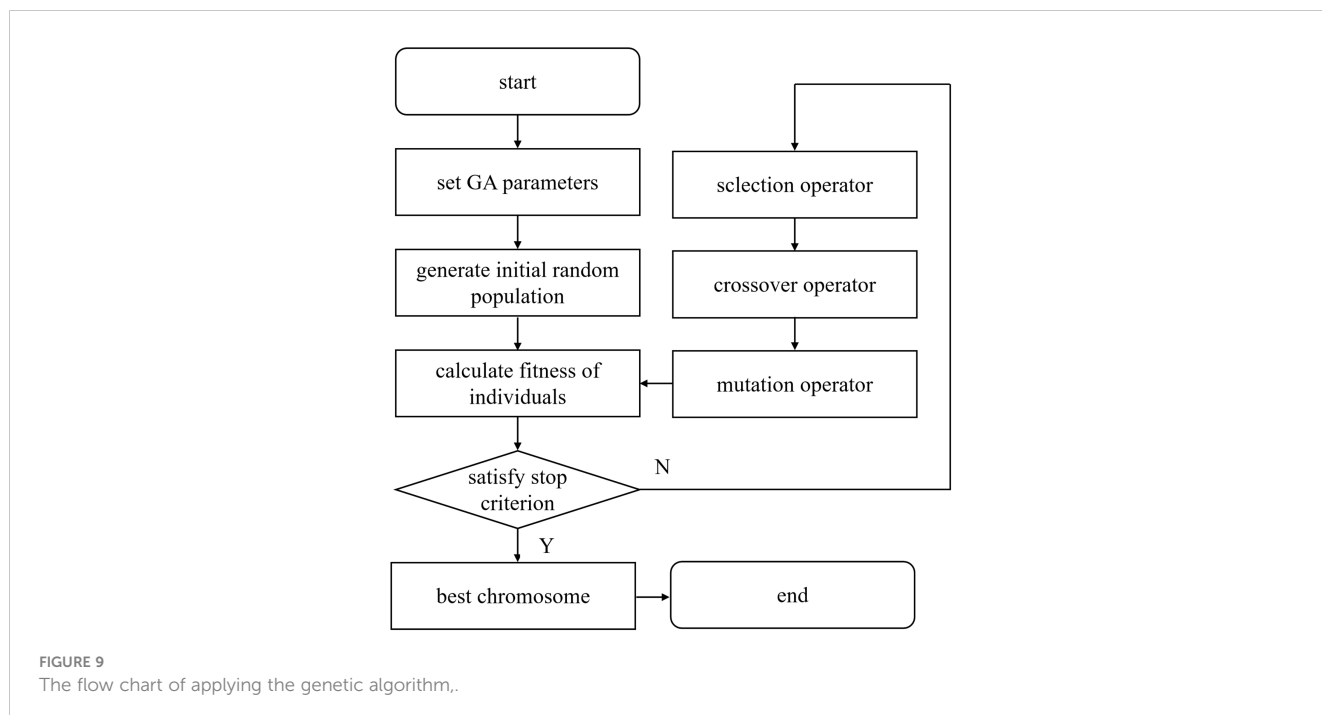 start
set GA parameters
generate initial random
population
calculate fitness of
individuals
satisfy stop
criterion
N
Y
best chromosome
end
sclection operator
crossover operator
mutation operator
FIGURE 9
The flow chart of applying the genetic algorithm,.